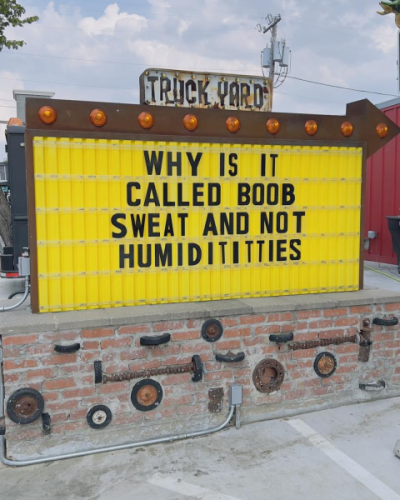 TRUCK YARD
WHY IS IT
CALLED BOOB
SWEAT AND NOT
HUMIDITITTIES